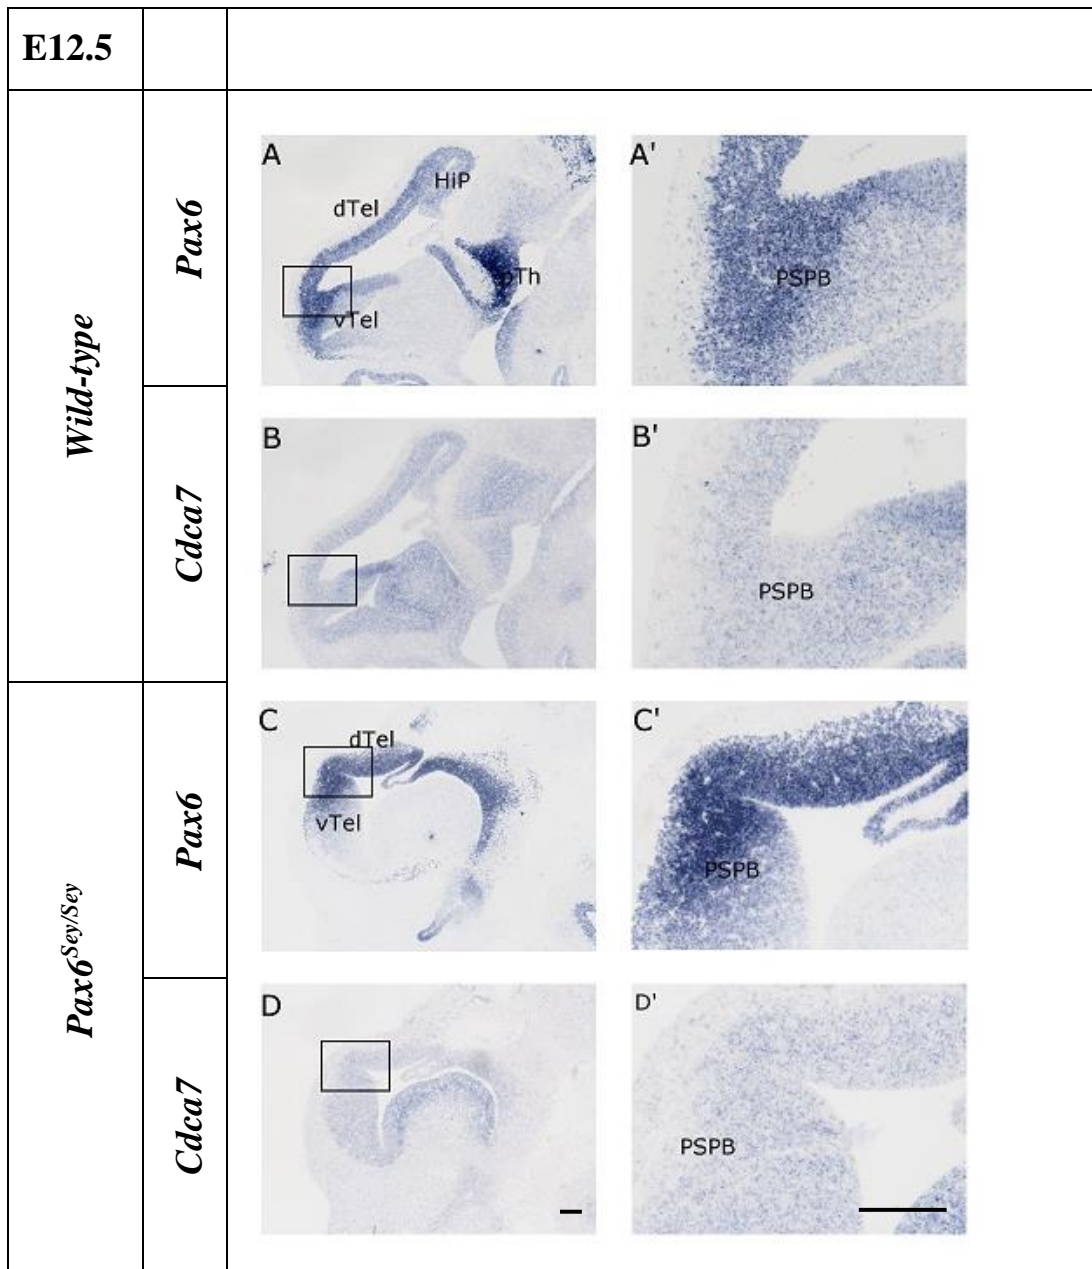 E12.5
Wild-type
Pax6
A
HiP
dTel
pTh
vTel
A'
PSPB
Cdca7
B
B'
PSPB
Pax6Sey/Sey
Pax6
C
dTel
vTel
C'
PSPB
Cdca7
D
D'
PSPB